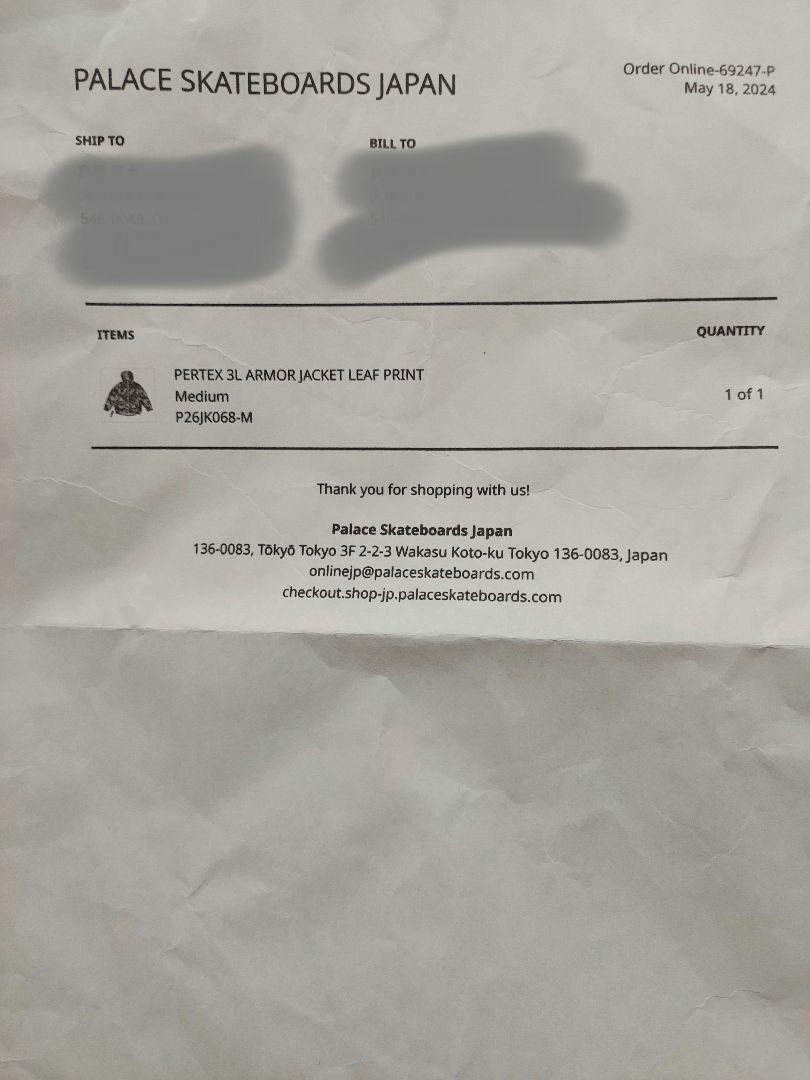 PALACE SKATEBOARDS JAPAN
Order Online-69247-P
May 18, 2024
SHIP TO
BILL TO
ITEMS
QUANTITY
PERTEX 3L ARMOR JACKET LEAF PRINT
Medium
P26JK068-M
1 of 1
Thank you for shopping with us!
Palace Skateboards Japan
136-0083, Tōkyō Tokyo 3F 2-2-3 Wakasu Koto-ku Tokyo 136-0083, Japan
onlinejp@palaceskateboards.com
checkout.shop-jp.palaceskateboards.com